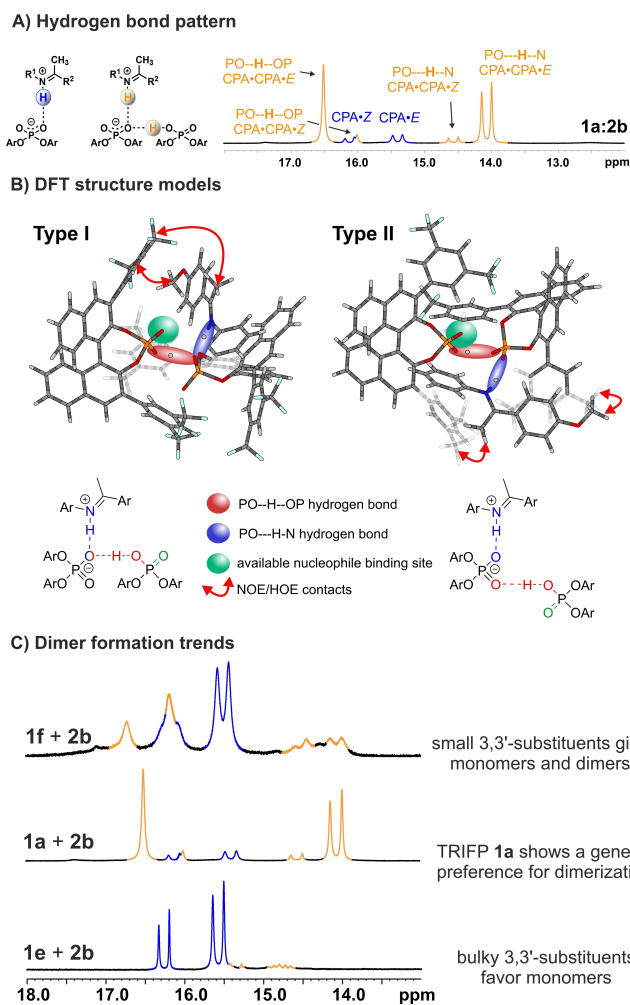 A) Hydrogen bond pattern
CH₃
R¹ N⊕ R²
H
O O⊖
P
ArO OAr
CH₃
R¹ N⊕ R²
H
O O⊖ H O O
P P
ArO OAr ArO OAr
PO--H--OP
CPA•CPA•E
PO--H--OP
CPA•CPA•Z
CPA•Z
CPA•E
PO---H--N
CPA•CPA•Z
PO---H--N
CPA•CPA•E
1a:2b
17.0 16.0 15.0 14.0 ppm
B) DFT structure models
Type I
Type II
Ar N⊕ Ar
H
ArO O--H--O O
P⊖ P
ArO O ArO OAr
PO--H--OP hydrogen bond
PO---H-N hydrogen bond
available nucleophile binding site
NOE/HOE contacts
Ar N⊕ Ar
H
ArO O
P⊖
ArO O--H--O OAr
P
O OAr
C) Dimer formation trends
1f + 2b
small 3,3'-substituents gi
monomers and dimers
1a + 2b
TRIFP 1a shows a gene
preference for dimerizati
1e + 2b
bulky 3,3'-substituents
favor monomers
18.0 17.0 16.0 15.0 14.0 ppm